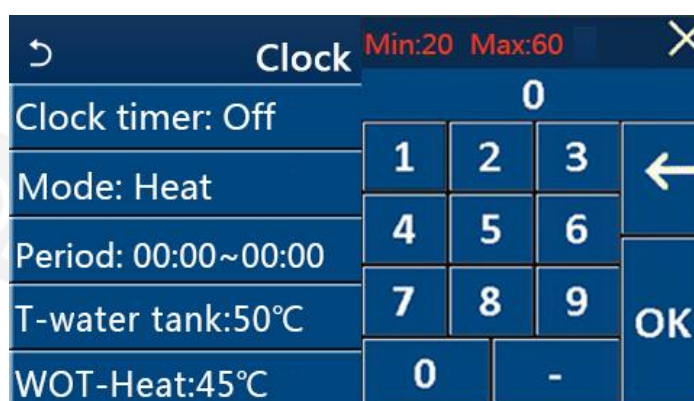 Clock
Clock timer: Off
Mode: Heat
Period: 00:00~00:00
T-water tank:50℃
WOT-Heat:45℃
Min:20 Max:60
0
1 2 3
4 5 6
7 8 9
OK
0 -